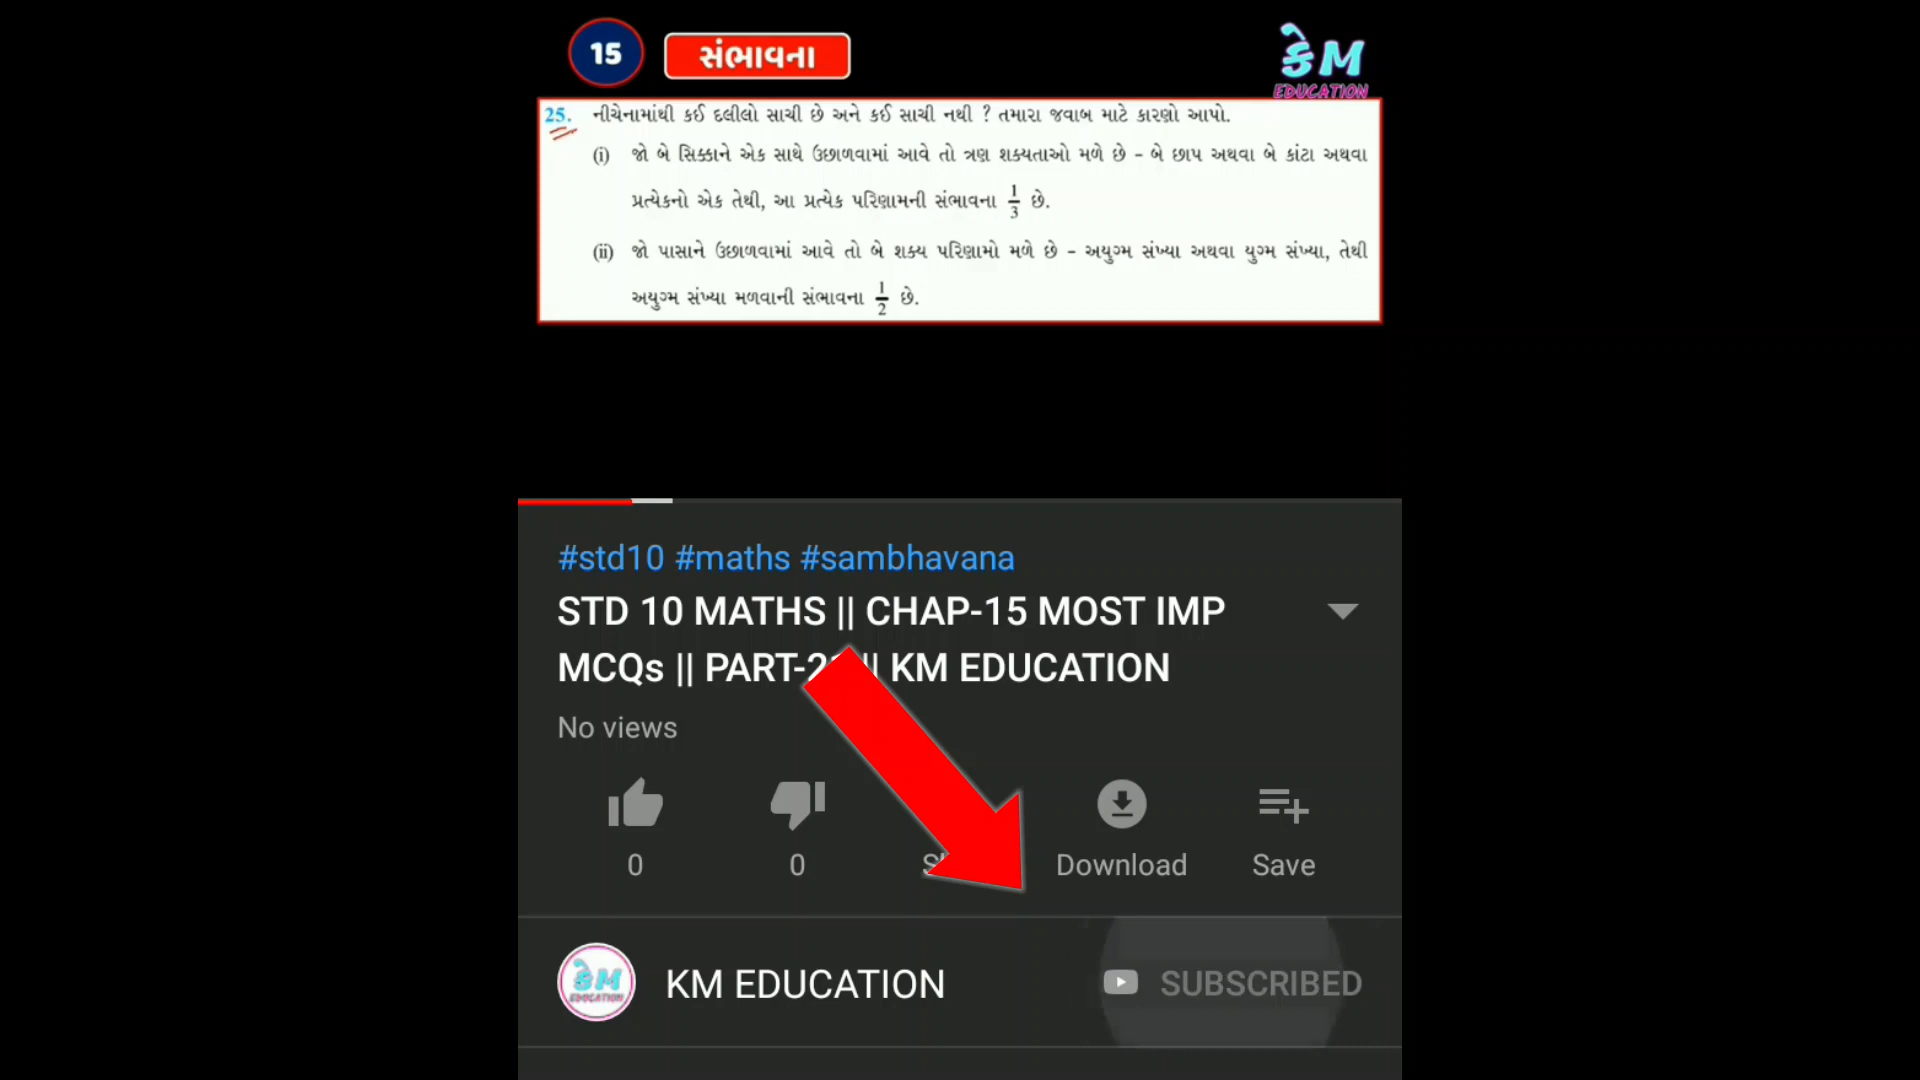 15
સંભાવના
કેM
EDUCATION
25. નીચેનામાંથી કઈ દલીલો સાચી છે અને કઈ સાચી નથી ? તમારા જવાબ માટે કારણો આપો.
(i) જો બે સિક્કાને એક સાથે ઉછાળવામાં આવે તો ત્રણ શક્યતાઓ મળે છે – બે છાપ અથવા બે કાંટા અથવા
પ્રત્યેકનો એક તેથી, આ પ્રત્યેક પરિણામની સંભાવના 1/3 છે.
(ii) જો પાસાને ઉછાળવામાં આવે તો બે શક્ય પરિણામો મળે છે – અયુગ્મ સંખ્યા અથવા યુગ્મ સંખ્યા, તેથી
અયુગ્મ સંખ્યા મળવાની સંભાવના 1/2 છે.
#std10 #maths #sambhavana
STD 10 MATHS || CHAP-15 MOST IMP
MCQs || KM EDUCATION
No views
0 0 Download Save
કેM
EDUCATION
KM EDUCATION
SUBSCRIBED